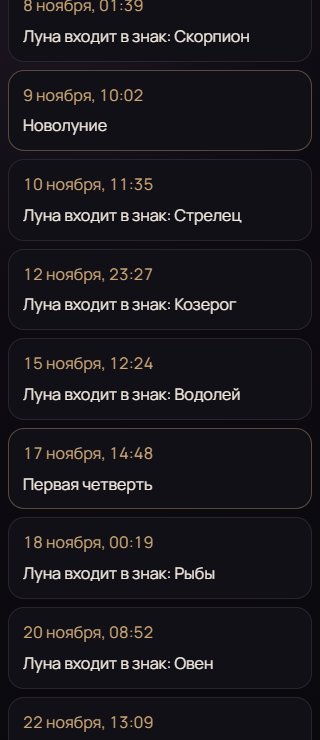 8 ноября, 01:39
Луна входит в знак: Скорпион
9 ноября, 10:02
Новолуние
10 ноября, 11:35
Луна входит в знак: Стрелец
12 ноября, 23:27
Луна входит в знак: Козерог
15 ноября, 12:24
Луна входит в знак: Водолей
17 ноября, 14:48
Первая четверть
18 ноября, 00:19
Луна входит в знак: Рыбы
20 ноября, 08:52
Луна входит в знак: Овен
22 ноября, 13:09